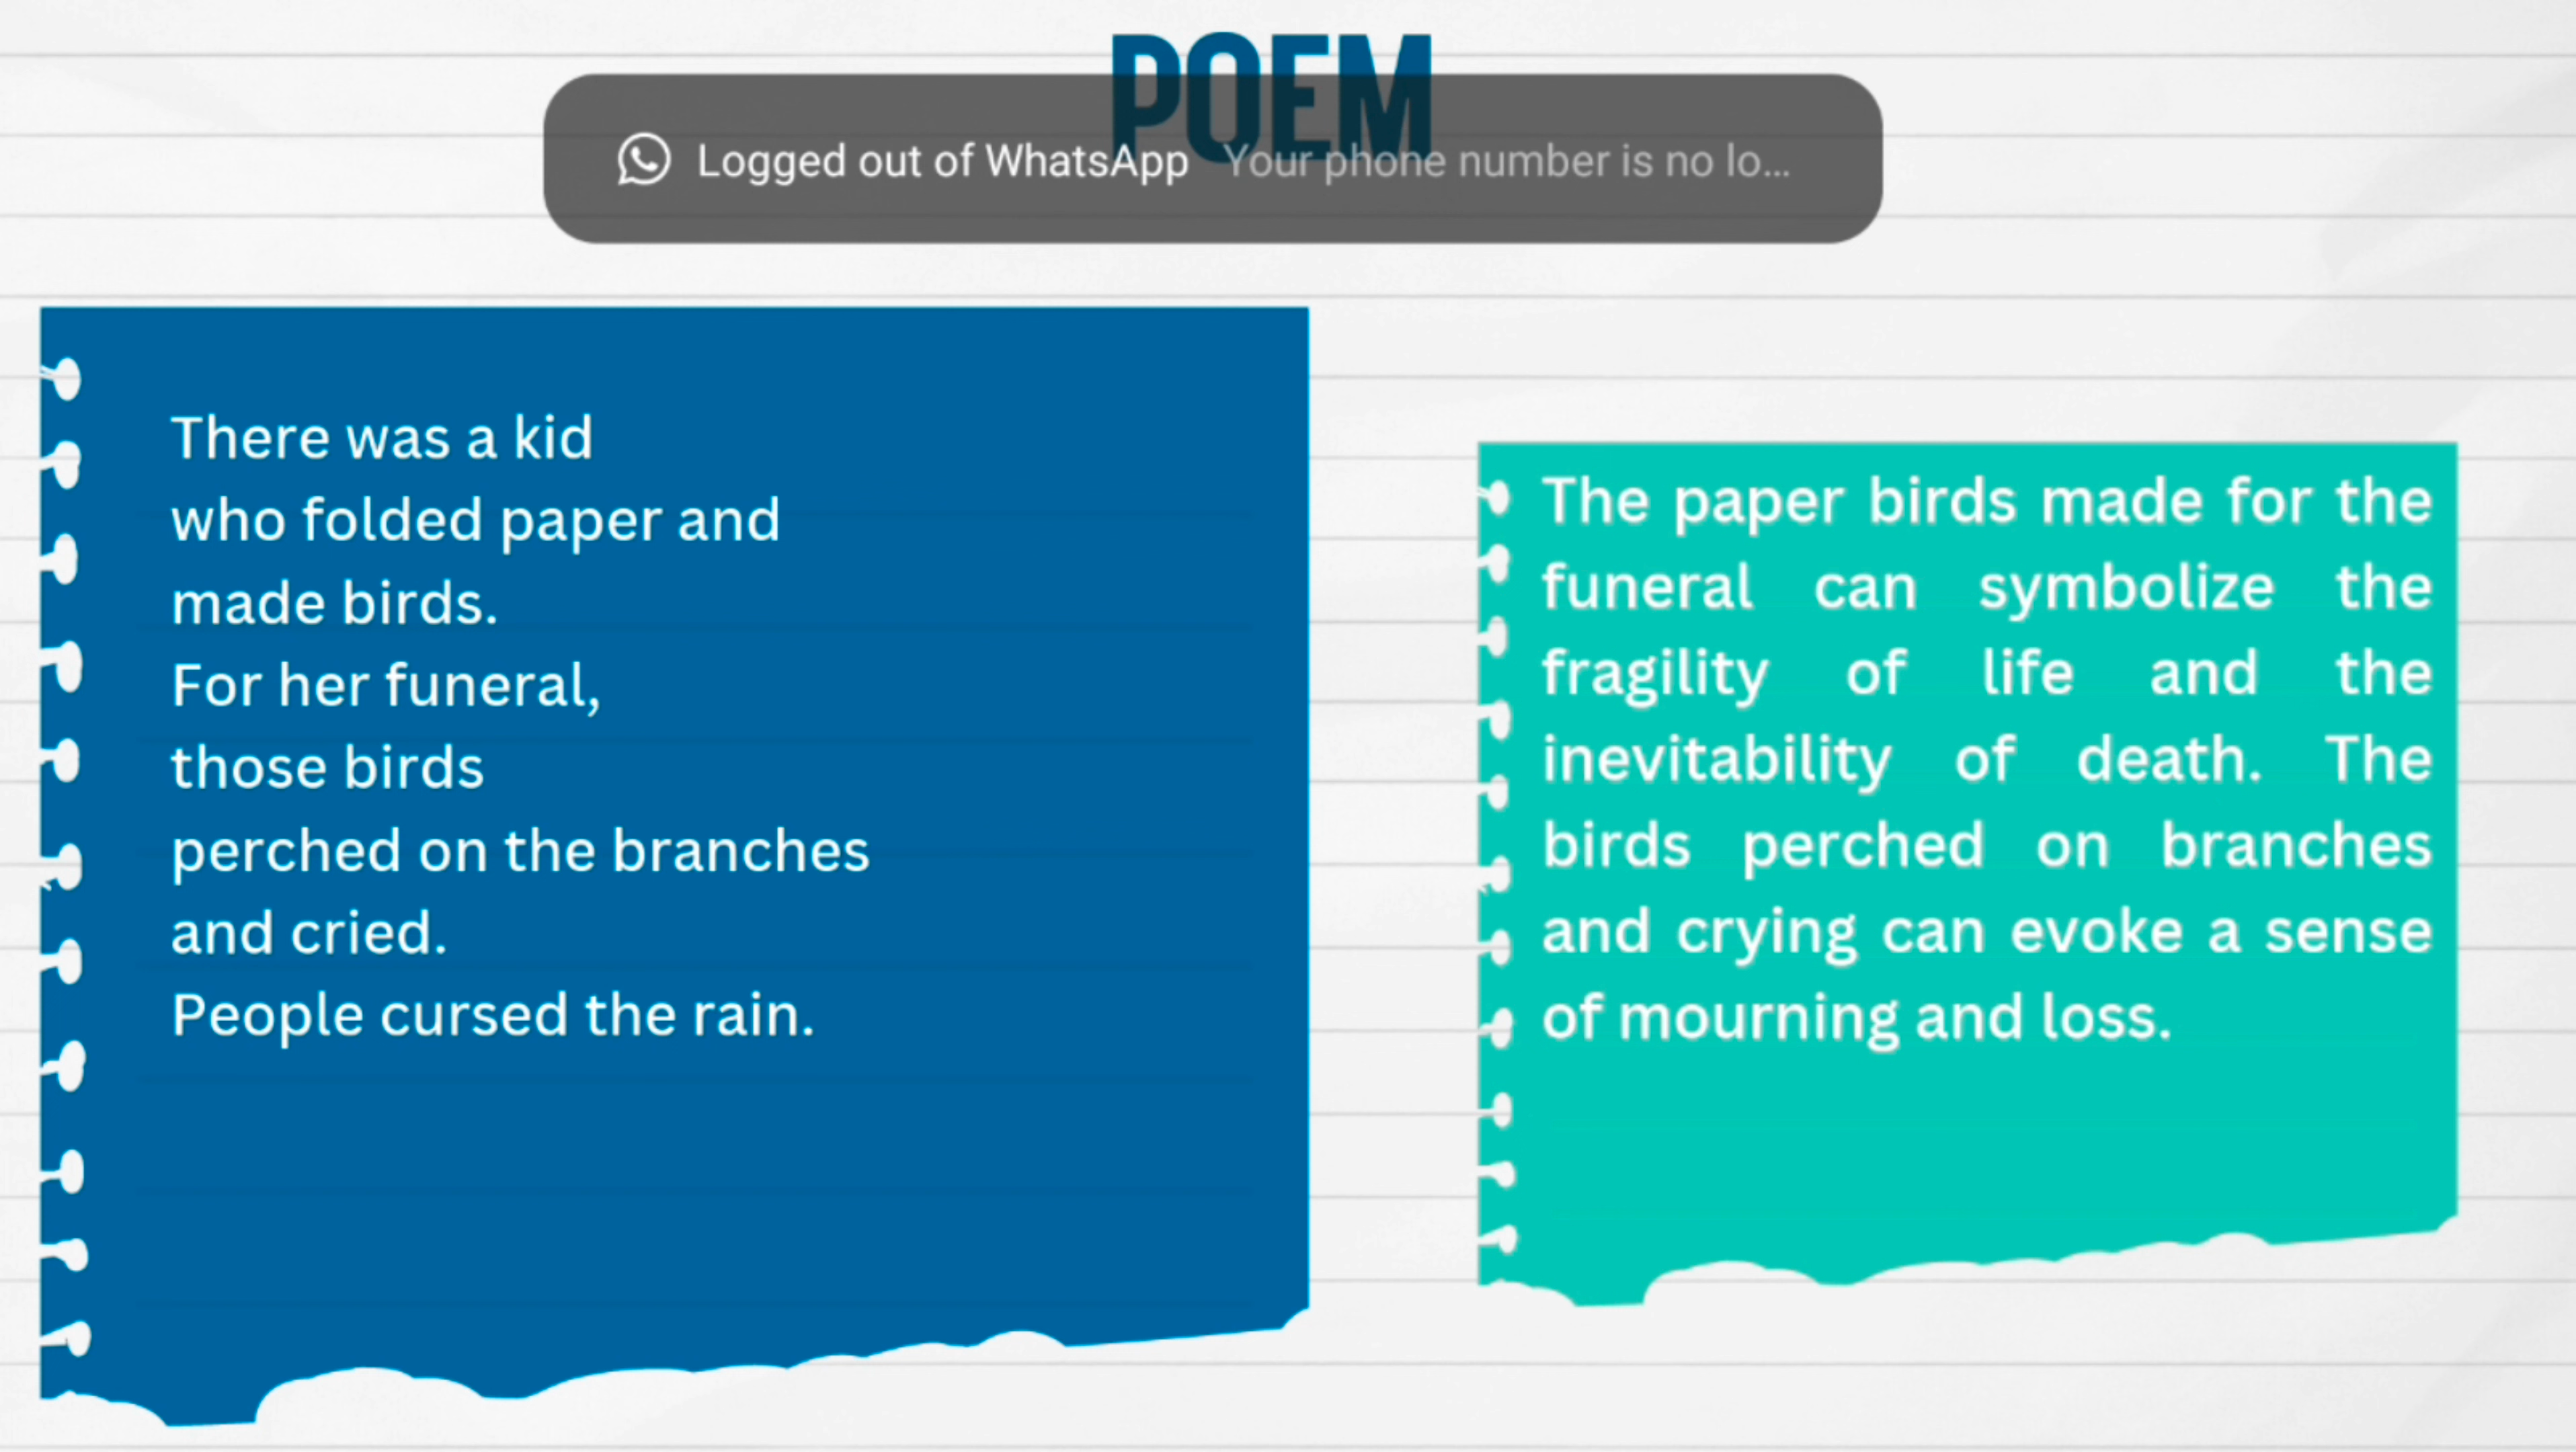 POEM
Logged out of WhatsApp Your phone number is no lo...
There was a kid
who folded paper and
made birds.
For her funeral,
those birds
perched on the branches
and cried.
People cursed the rain.
The paper birds made for the
funeral can symbolize the
fragility of life and the
inevitability of death. The
birds perched on branches
and crying can evoke a sense
of mourning and loss.